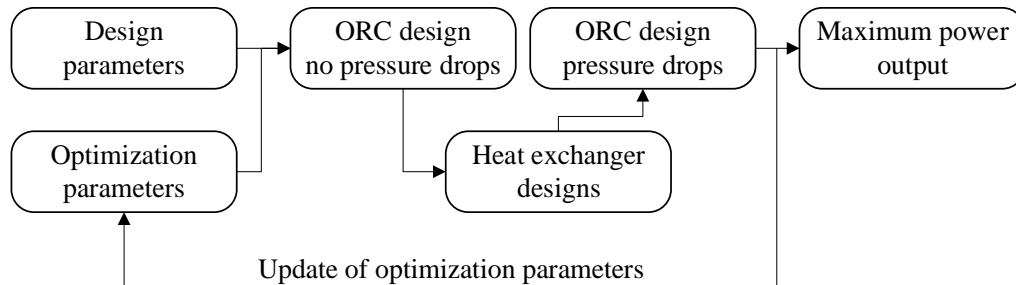 Design
parameters
ORC design
no pressure drops
ORC design
pressure drops
Maximum power
output
Optimization
parameters
Heat exchanger
designs
Update of optimization parameters